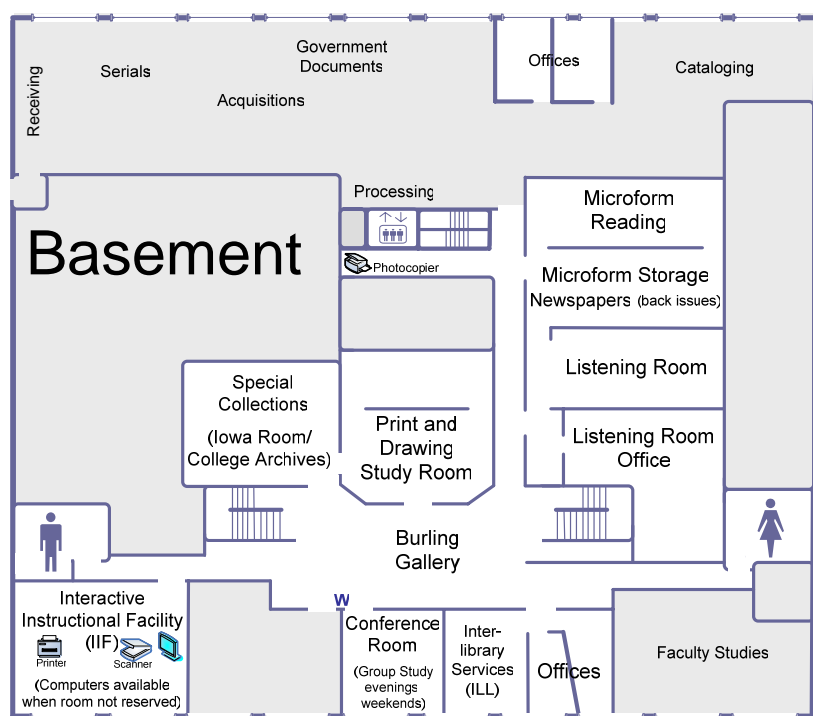 Receiving
Serials
Acquisitions
Government
Documents
Offices
Cataloging
Processing
Basement
Photocopier
Microform
Reading
Microform Storage
Newspapers (back issues)
Listening Room
Listening Room
Office
Special
Collections
(Iowa Room/
College Archives)
Print and
Drawing
Study Room
Burling
Gallery
Interactive
Instructional Facility
(IIF)
Printer
Scanner
(Computers available
when room not reserved)
W
Conference
Room
(Group Study
evenings
weekends)
Inter-
library
Services
(ILL)
Offices
Faculty Studies